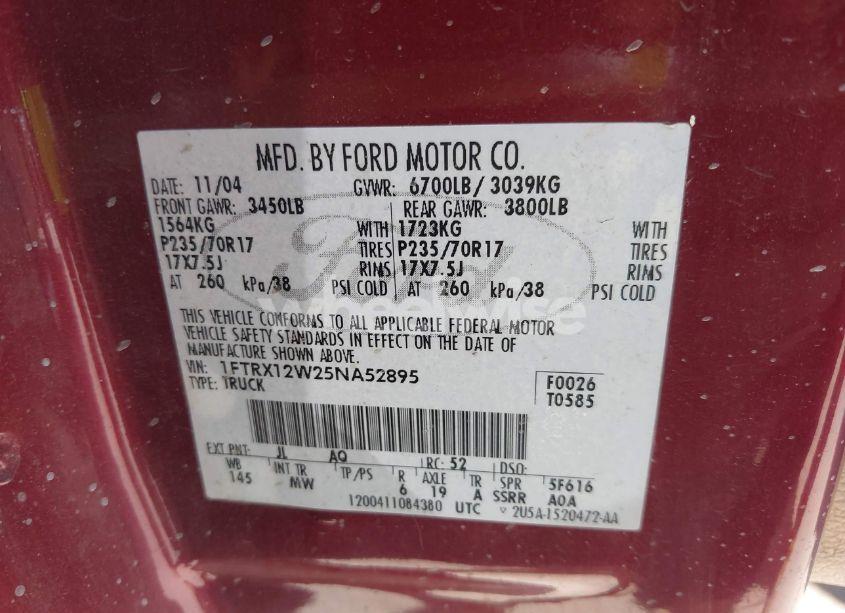 MFD. BY FORD MOTOR CO.
DATE: 11/04 GVWR: 6700LB/ 3039KG
FRONT GAWR: 3450LB REAR GAWR: 3800LB
1564KG WITH 1723KG WITH
P235/70R17 TIRES P235/70R17 TIRES
17X7.5J RIMS 17X7.5J RIMS
AT 260 kPa/38 PSI COLD AT 260 kPa/38 PSI COLD
Ford
wheelwise
THIS VEHICLE CONFORMS TO ALL APPLICABLE FEDERAL MOTOR
VEHICLE SAFETY STANDARDS IN EFFECT ON THE DATE OF
MANUFACTURE SHOWN ABOVE.
VIN: 1FTRX12W25NA52895 F0026
TYPE: TRUCK T0585
EXT PNT: JL AQ RC: 52 DSO:
WB INT TR TP/PS R AXLE TR SPR 5F616
145 MW 6 19 A SSRR AOA
1200411084380 UTC 2U5A-1520472-AA